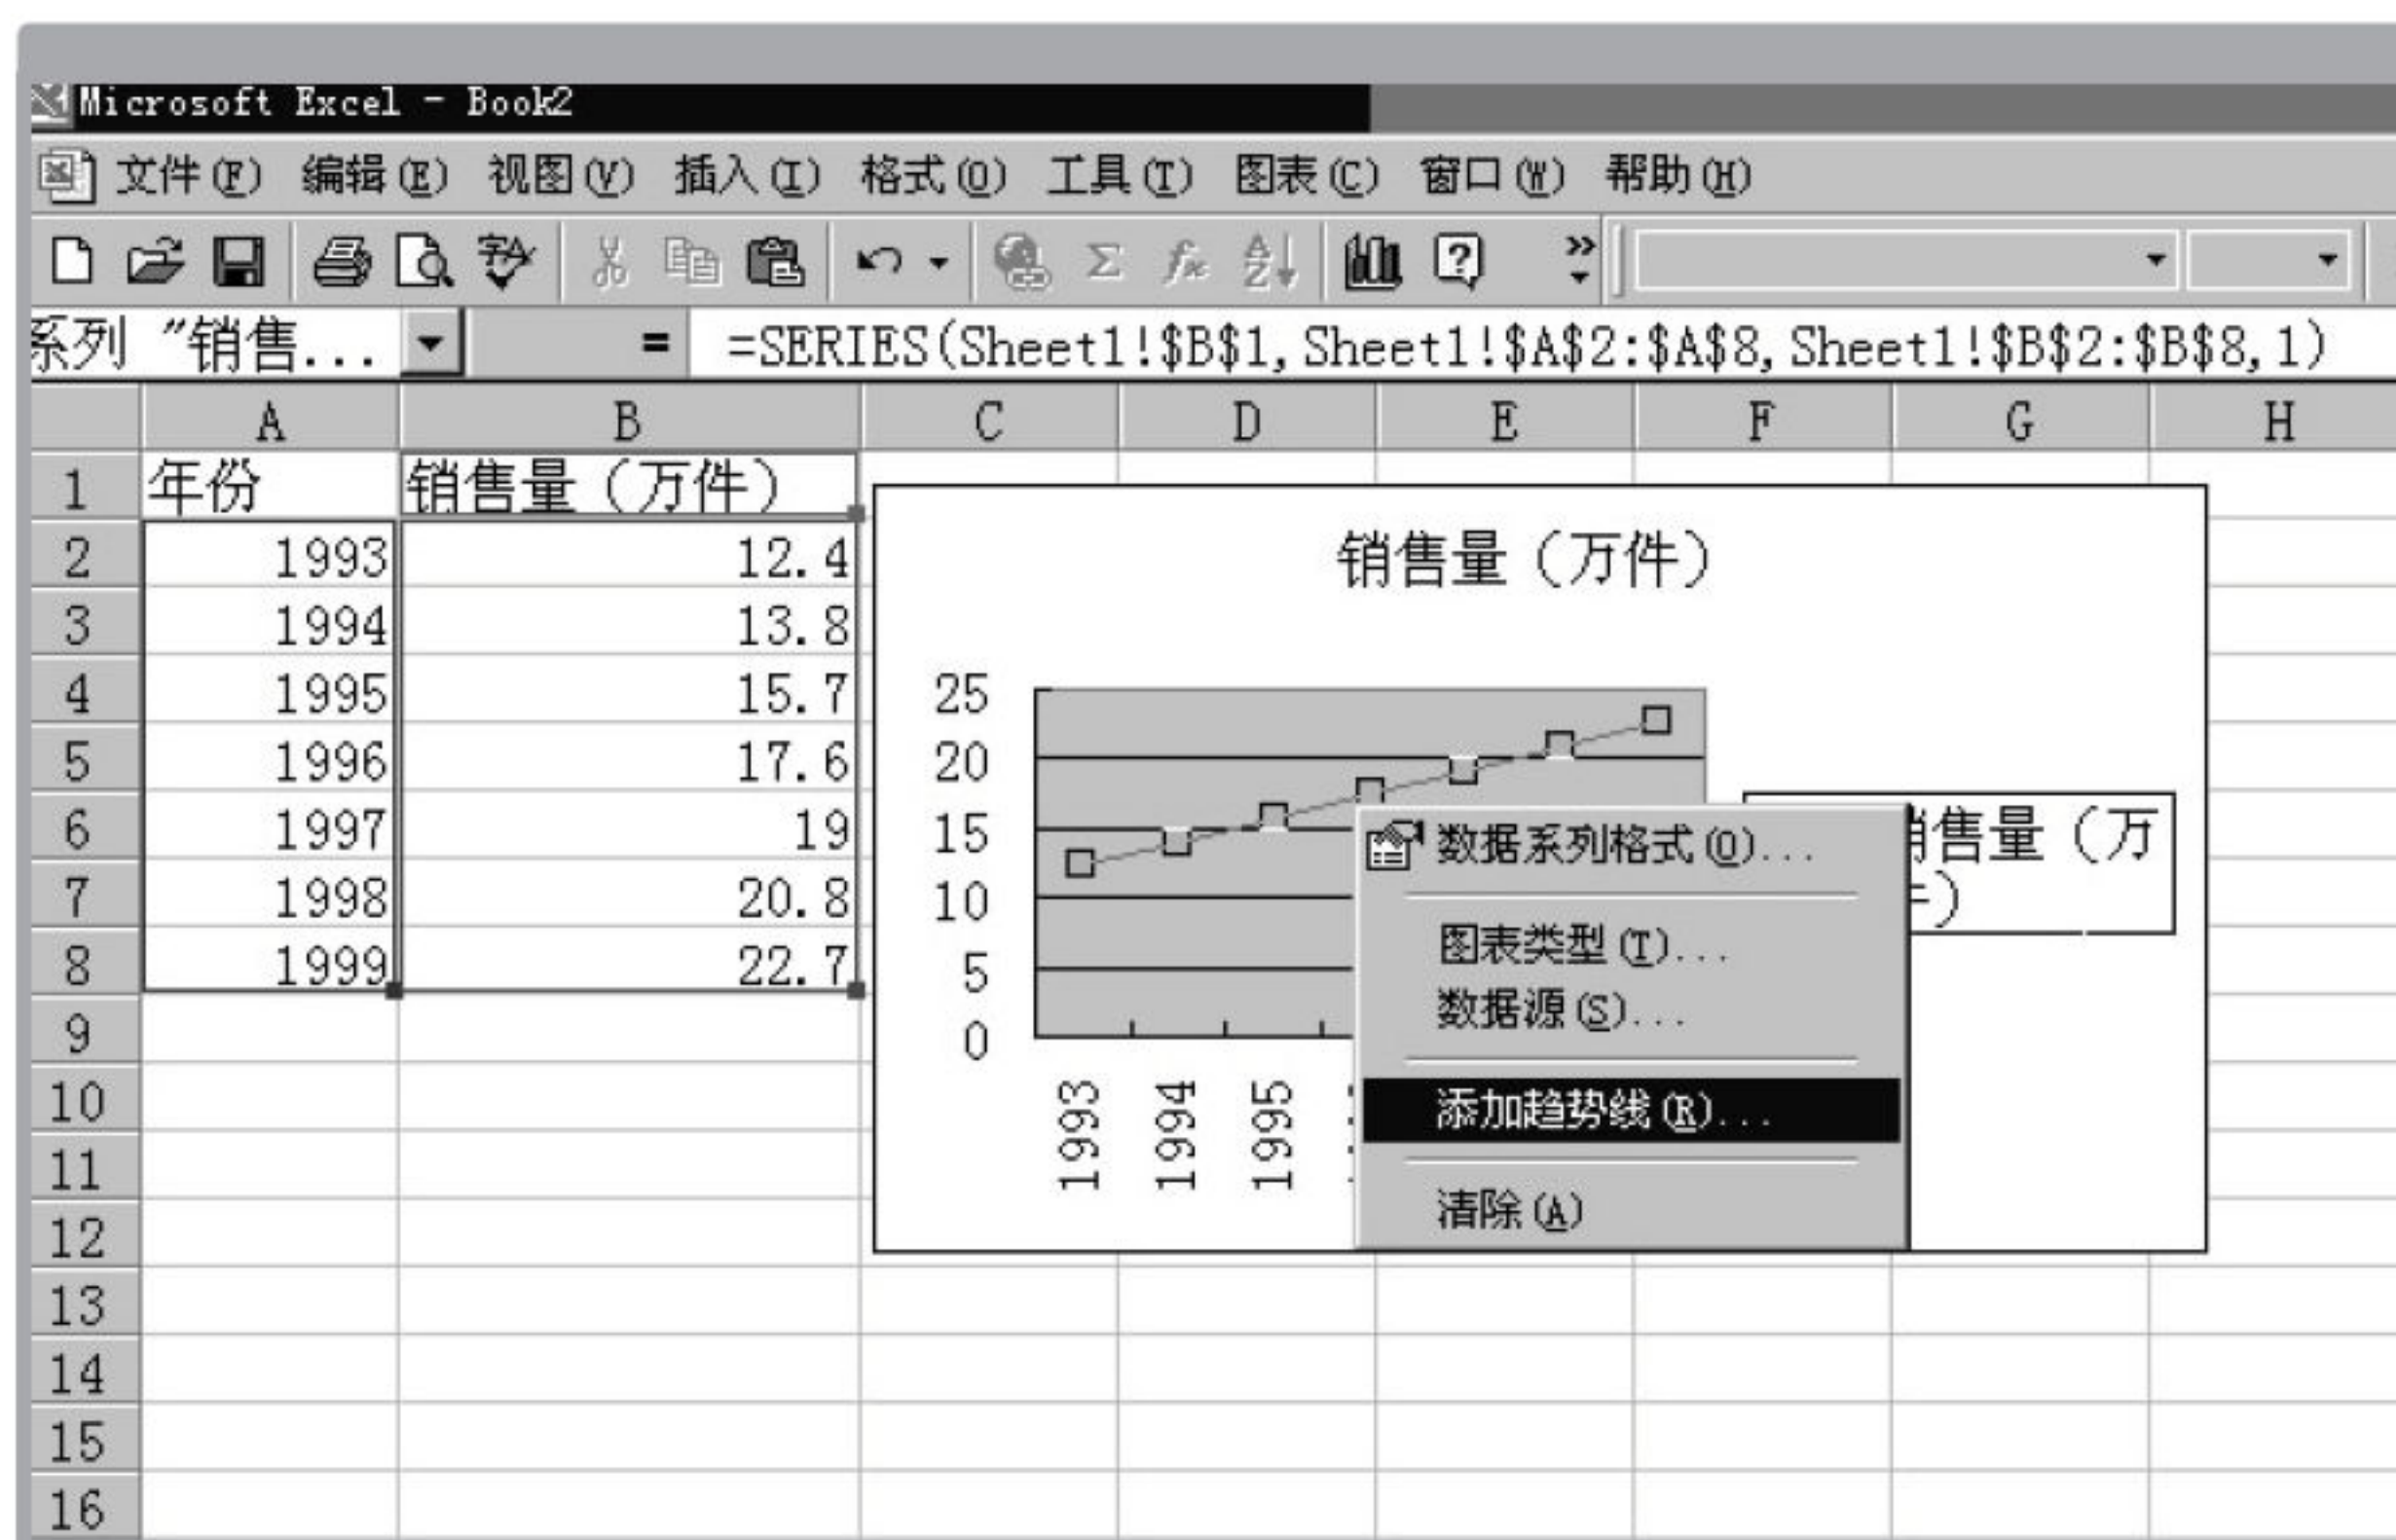 Microsoft Excel - Book2
文件(F) 编辑(E) 视图(V) 插入(I) 格式(O) 工具(T) 图表(C) 窗口(W) 帮助(H)
系列 "销售... = =SERIES(Sheet1!$B$1,Sheet1!$A$2:$A$8,Sheet1!$B$2:$B$8,1)
A B C D E F G H
1 年份 销售量（万件）
2 1993 12.4
3 1994 13.8
4 1995 15.7
5 1996 17.6
6 1997 19
7 1998 20.8
8 1999 22.7
9
10
11
12
13
14
15
16
销售量（万件）
25
20
15
10
5
0
1993 1994 1995
售量（万
）
数据系列格式(O)...
图表类型(T)...
数据源(S)...
添加趋势线(R)...
清除(A)